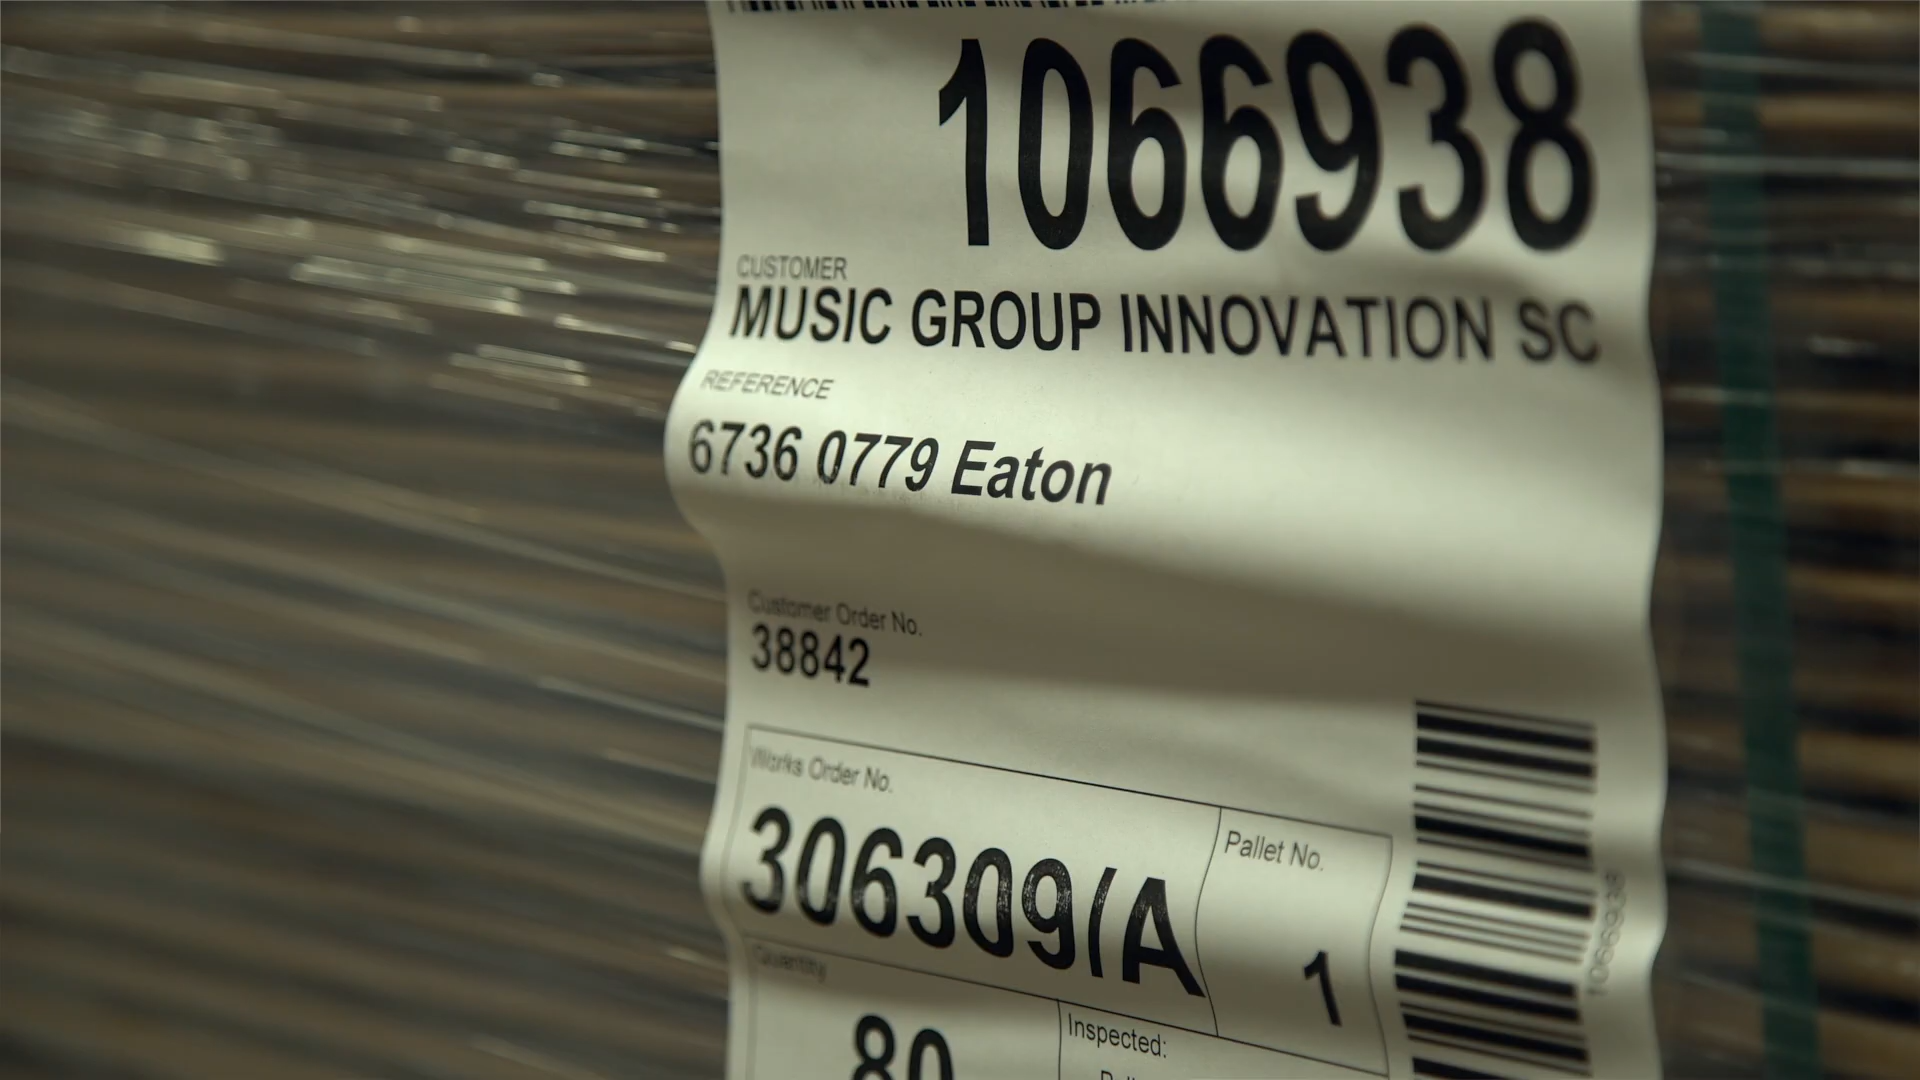 1066938
CUSTOMER
MUSIC GROUP INNOVATION SC
REFERENCE
6736 0779 Eaton
Customer Order No.
38842
Works Order No.
306309/A
Pallet No.
1
1066938
Quantity
80
Inspected: